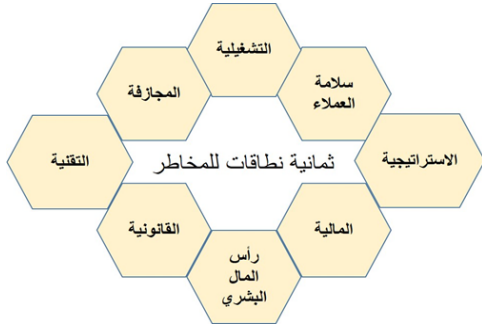 التشغيلية
سلامة
العملاء
المجازفة
الاستراتيجية
ثمانية نطاقات للمخاطر
التقنية
المالية
القانونية
رأس
المال
البشري